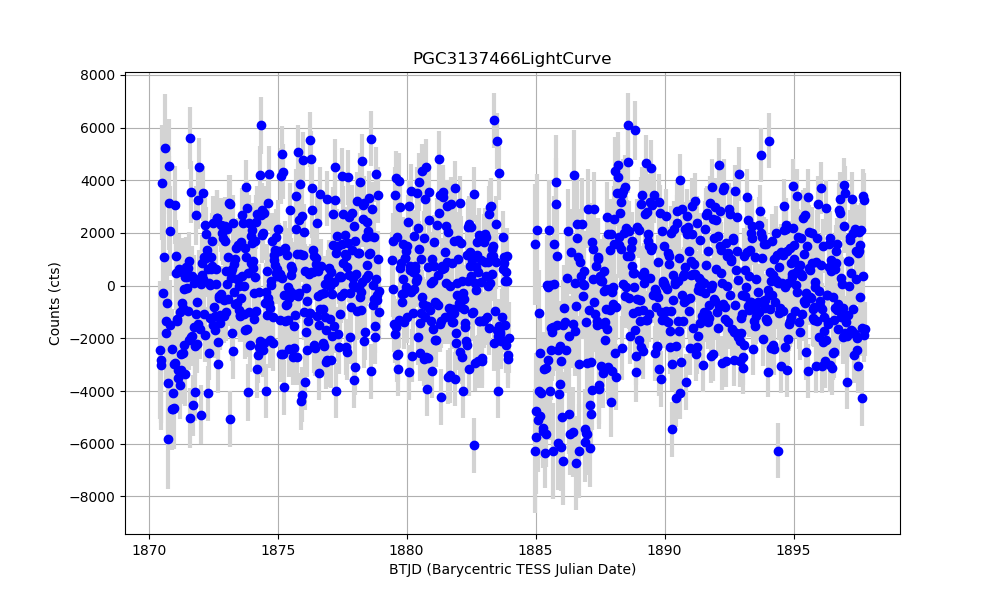 PGC3137466LightCurve
8000
6000
4000
2000
0
−2000
−4000
−6000
−8000
Counts (cts)
1870 1875 1880 1885 1890 1895
BTJD (Barycentric TESS Julian Date)